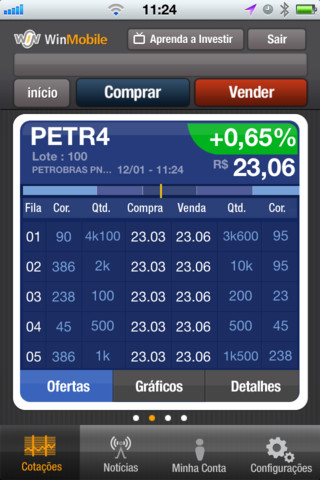 11:24
WinMobile
Aprenda a Investir
Sair
início
Comprar
Vender
PETR4
+0,65%
Lote : 100
PETROBRAS PN... 12/01 - 11:24
R$ 23,06
Fila Cor. Qtd. Compra Venda Qtd. Cor.
01 90 4k100 23.03 23.06 3k600 95
02 386 2k 23.03 23.06 10k 95
03 238 100 23.03 23.06 200 23
04 45 500 23.03 23.06 500 45
05 386 1k 23.03 23.06 1k500 238
Ofertas Gráficos Detalhes
Cotações Notícias Minha Conta Configurações